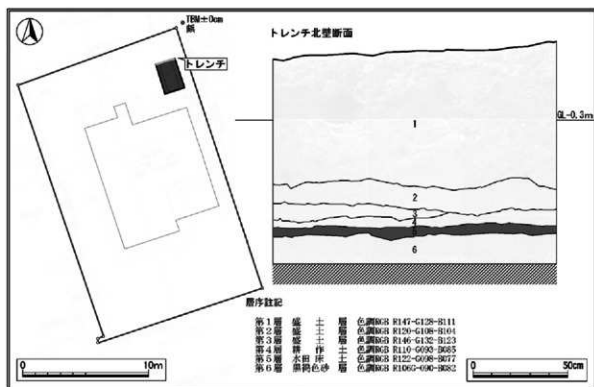 TBM±0cm
トレンチ
トレンチ北壁断面
GL-0.3m
1
2
3
4
6
層序註記
第1層 盛土層 色調RGB R147-G128-B111
第2層 盛土層 色調RGB R120-G108-B104
第3層 盛土層 色調RGB R146-G132-B123
第4層 耕作土 色調RGB R110-G093-B085
第5層 水田床土 色調RGB R122-G098-B077
第6層 黒褐色砂層 色調RGB R106G-090-B082
0 10m
0 50cm